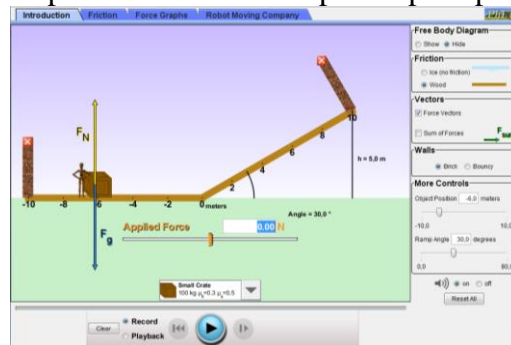 Introduction Friction Force Graphs Robot Moving Company
Free Body Diagram
Show Hide
Friction
Ice (no friction)
Wood
Vectors
Force Vectors
Sum of Forces
F sum
Walls
Brick Bouncy
More Controls
Object Position -6,0 meters
-10,0 10,0
Ramp Angle 30,0 degrees
0,0
on off
Reset All
F N
F g
10
8
6
4
2
h = 5,0 m
-10 -8 -6 -4 -2 0 meters
Angle = 30,0 °
Applied Force 0.00 N
Small Crate
100 kg
Clear Record
Playback